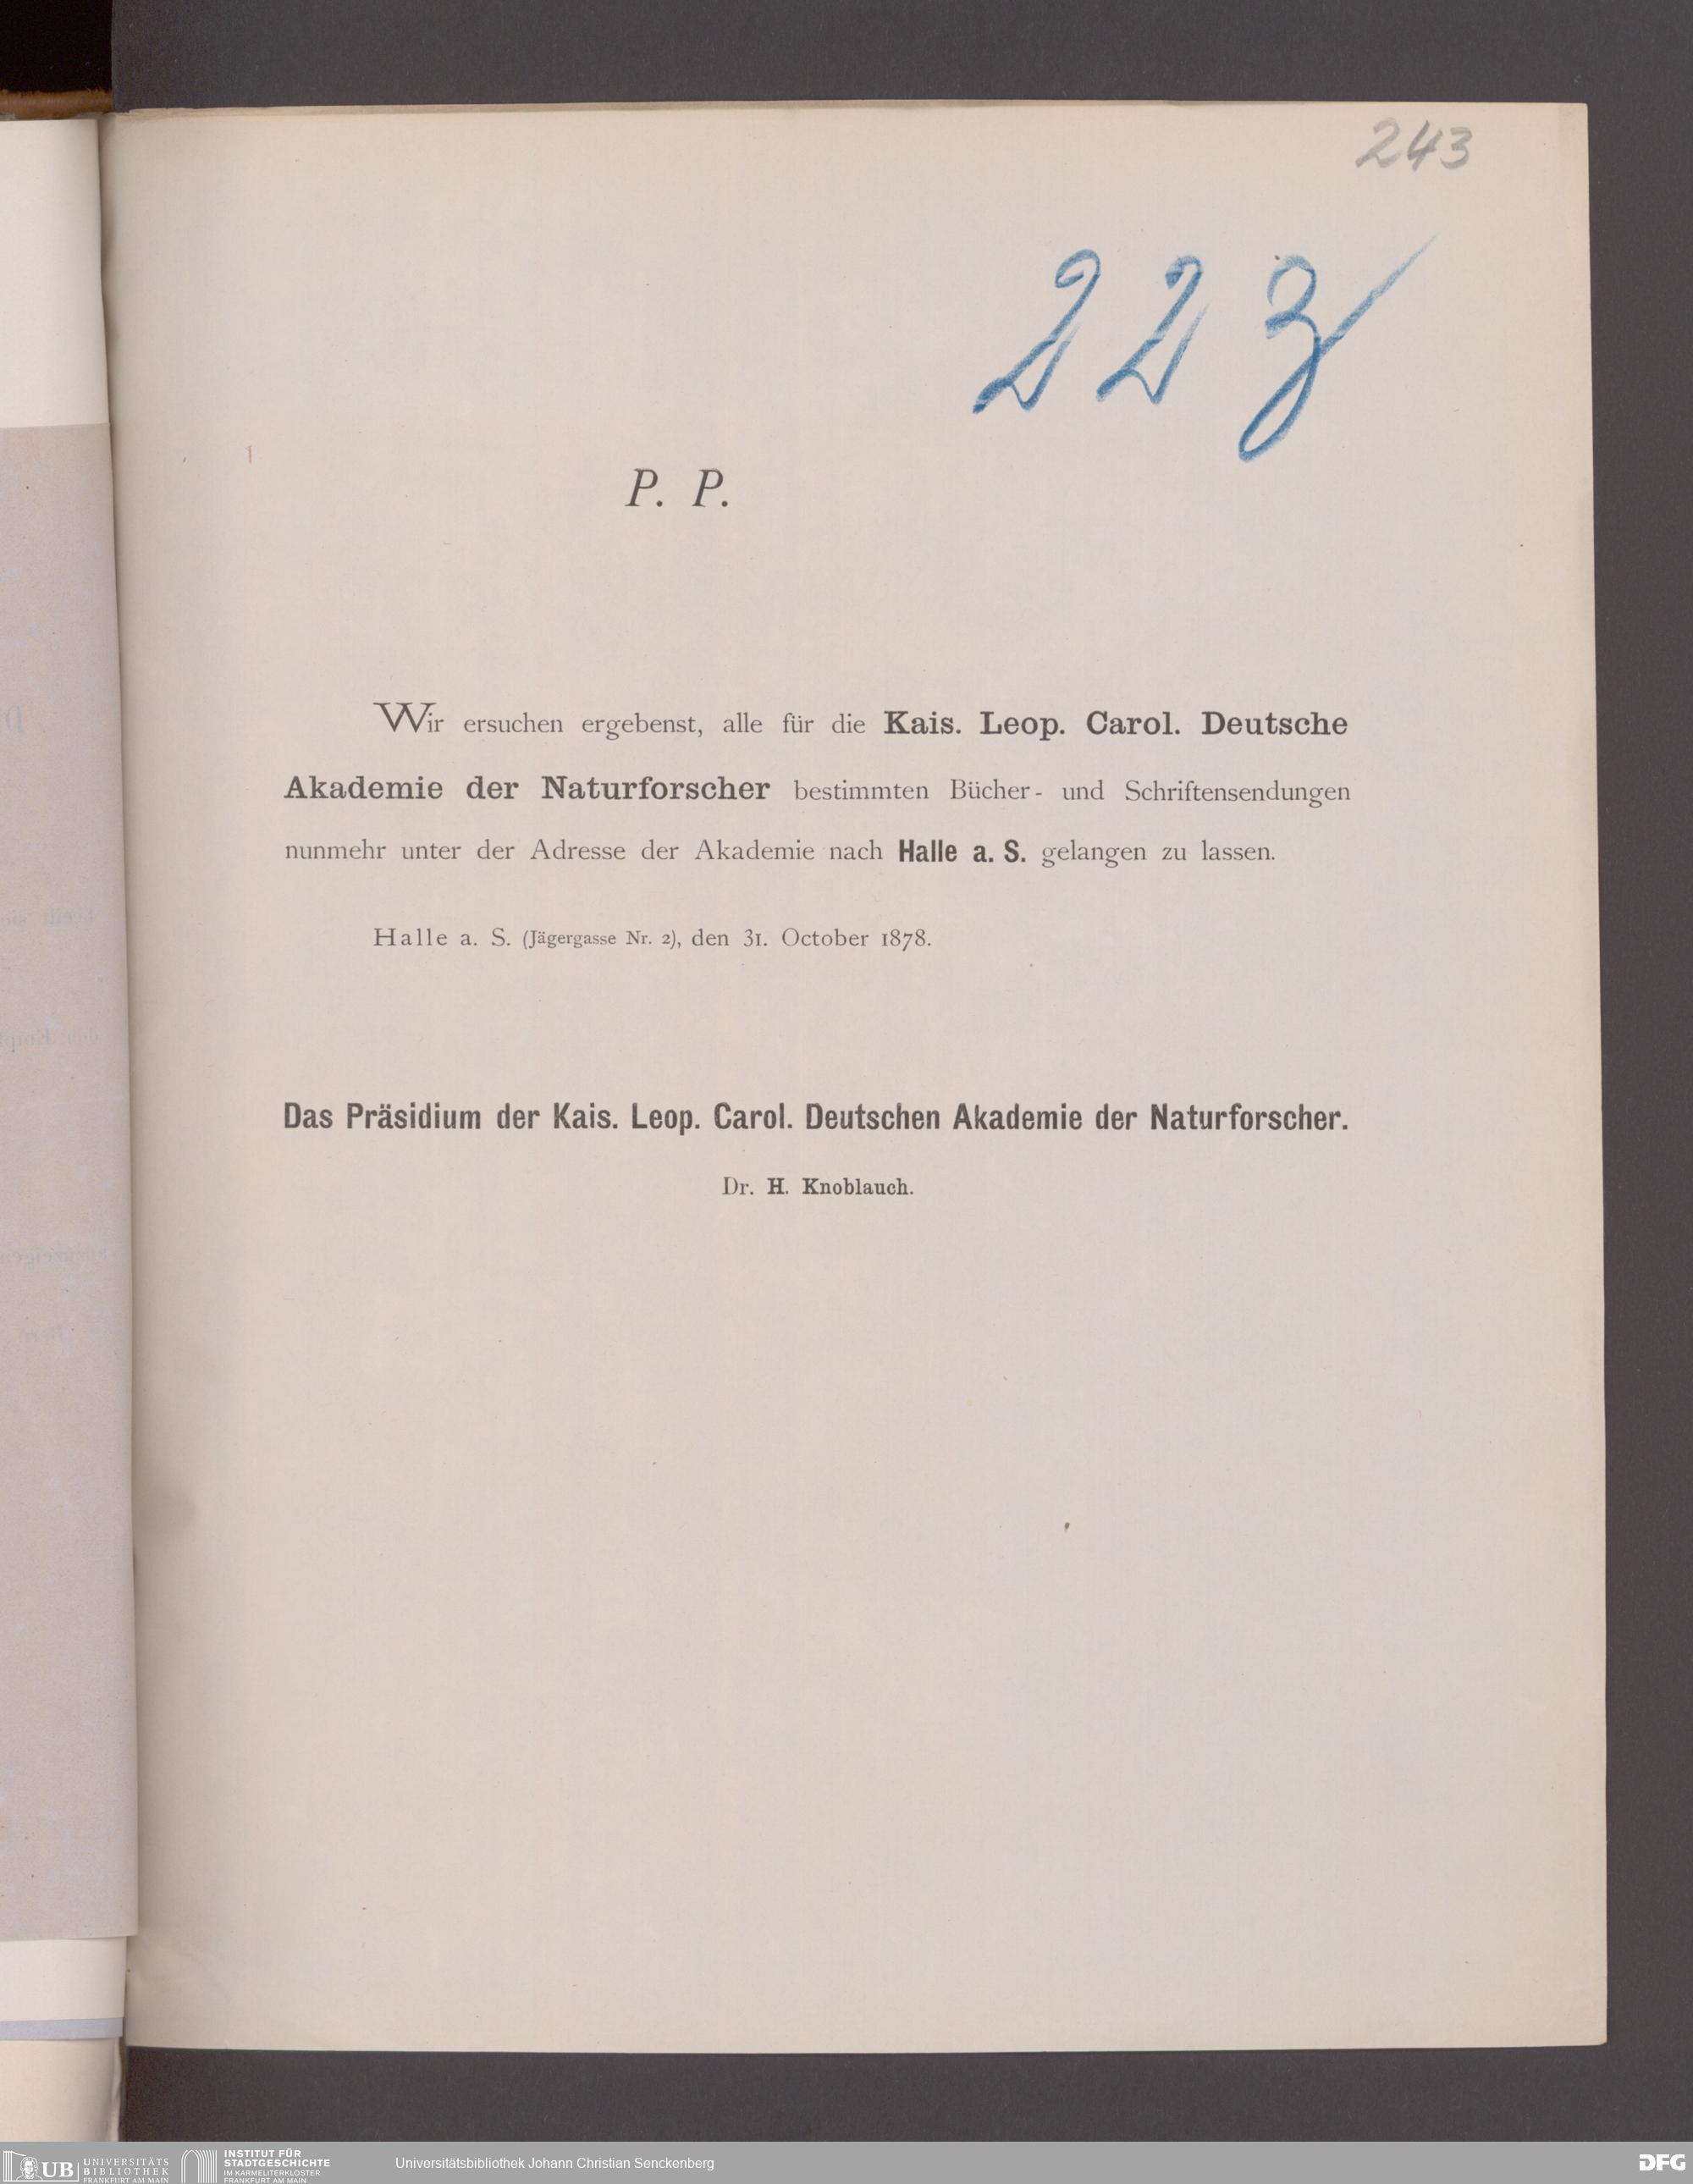 243
223
P. P.
Wir ersuchen ergebenst, alle für die Kais. Leop. Carol. Deutsche
Akademie der Naturforscher bestimmten Bücher- und Schriftensendungen
nunmehr unter der Adresse der Akademie nach Halle a. S. gelangen zu lassen.
Halle a. S. (Jägergasse Nr. 2), den 31. October 1878.
Das Präsidium der Kais. Leop. Carol. Deutschen Akademie der Naturforscher.
Dr. H. Knoblauch.
UB UNIVERSITÄTS
BIBLIOTHEK
FRANKFURT AM MAIN
INSTITUT FÜR
STADTGESCHICHTE
IM KARMELITERKLOSTER
FRANKFURT AM MAIN
Universitätsbibliothek Johann Christian Senckenberg
DFG